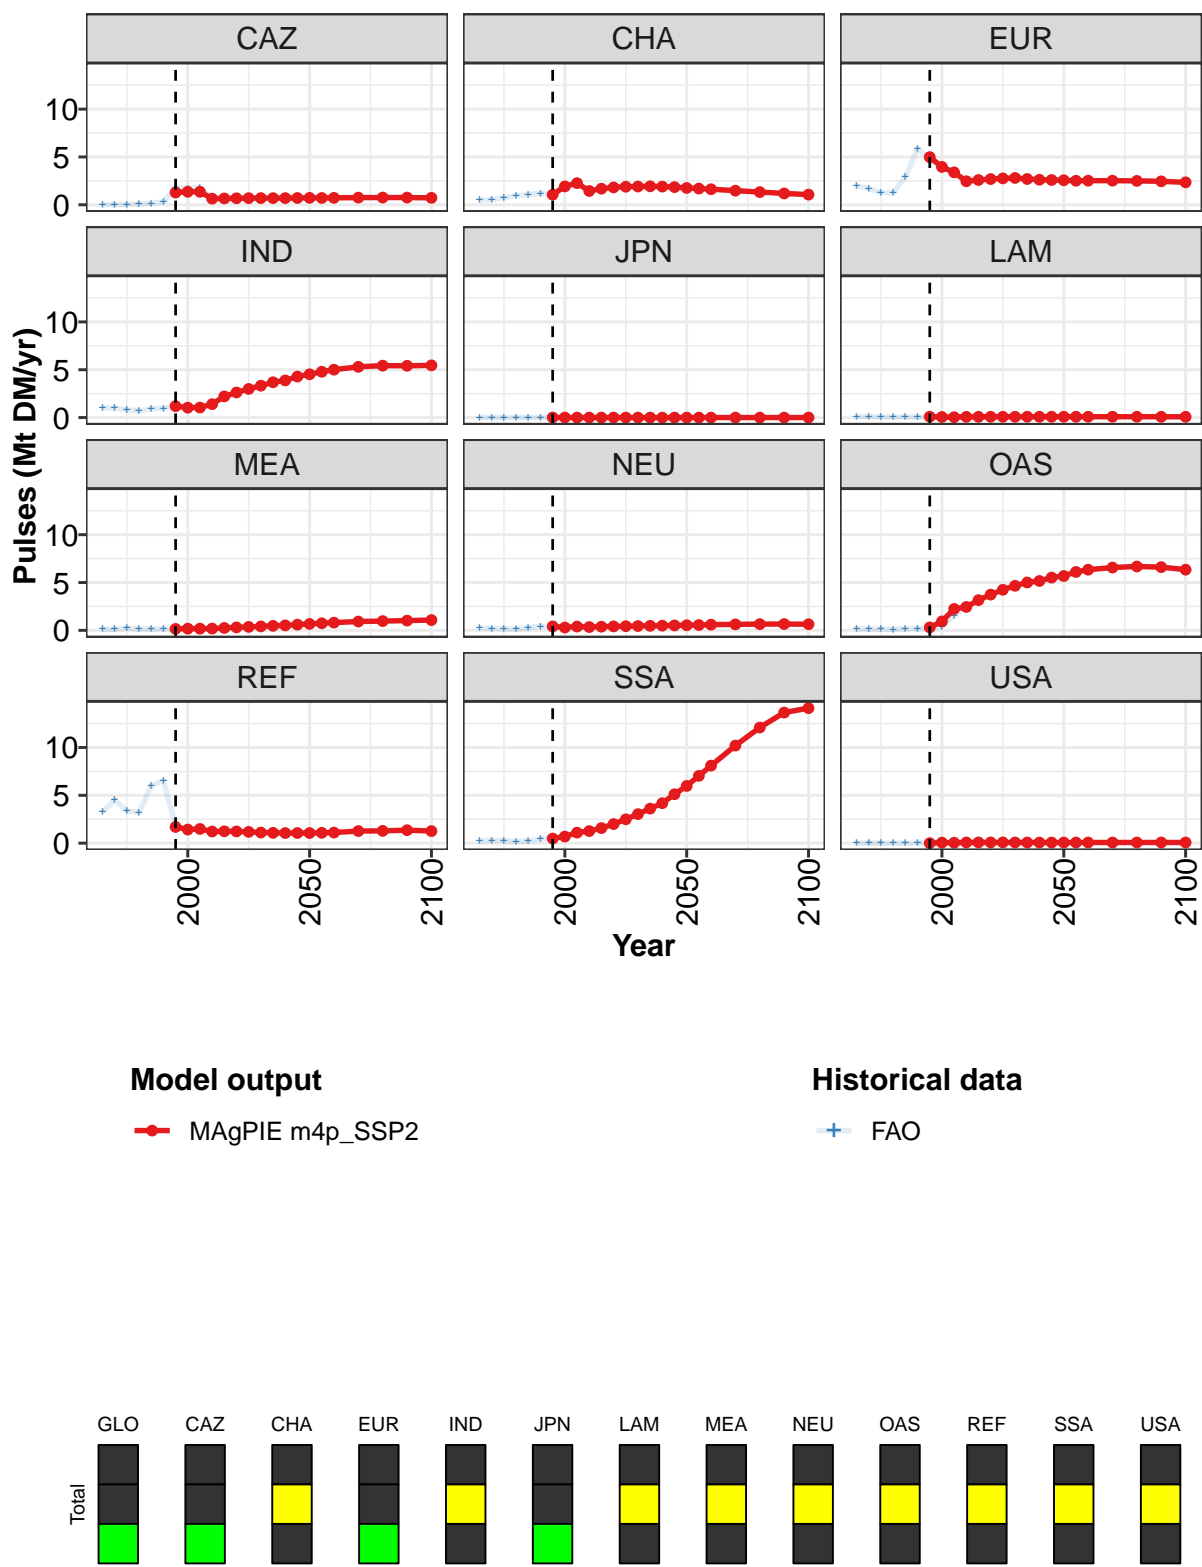 CAZ CHA EUR
10
5
0
IND JPN LAM
10
5
0
MEA NEU OAS
10
5
0
REF SSA USA
10
5
0
Pulses (Mt DM/yr)
2000 2050 2100 2000 2050 2100 2000 2050 2100
Year
Model output Historical data
MAgPIE m4p_SSP2 FAO
GLO CAZ CHA EUR IND JPN LAM MEA NEU OAS REF SSA USA
Total